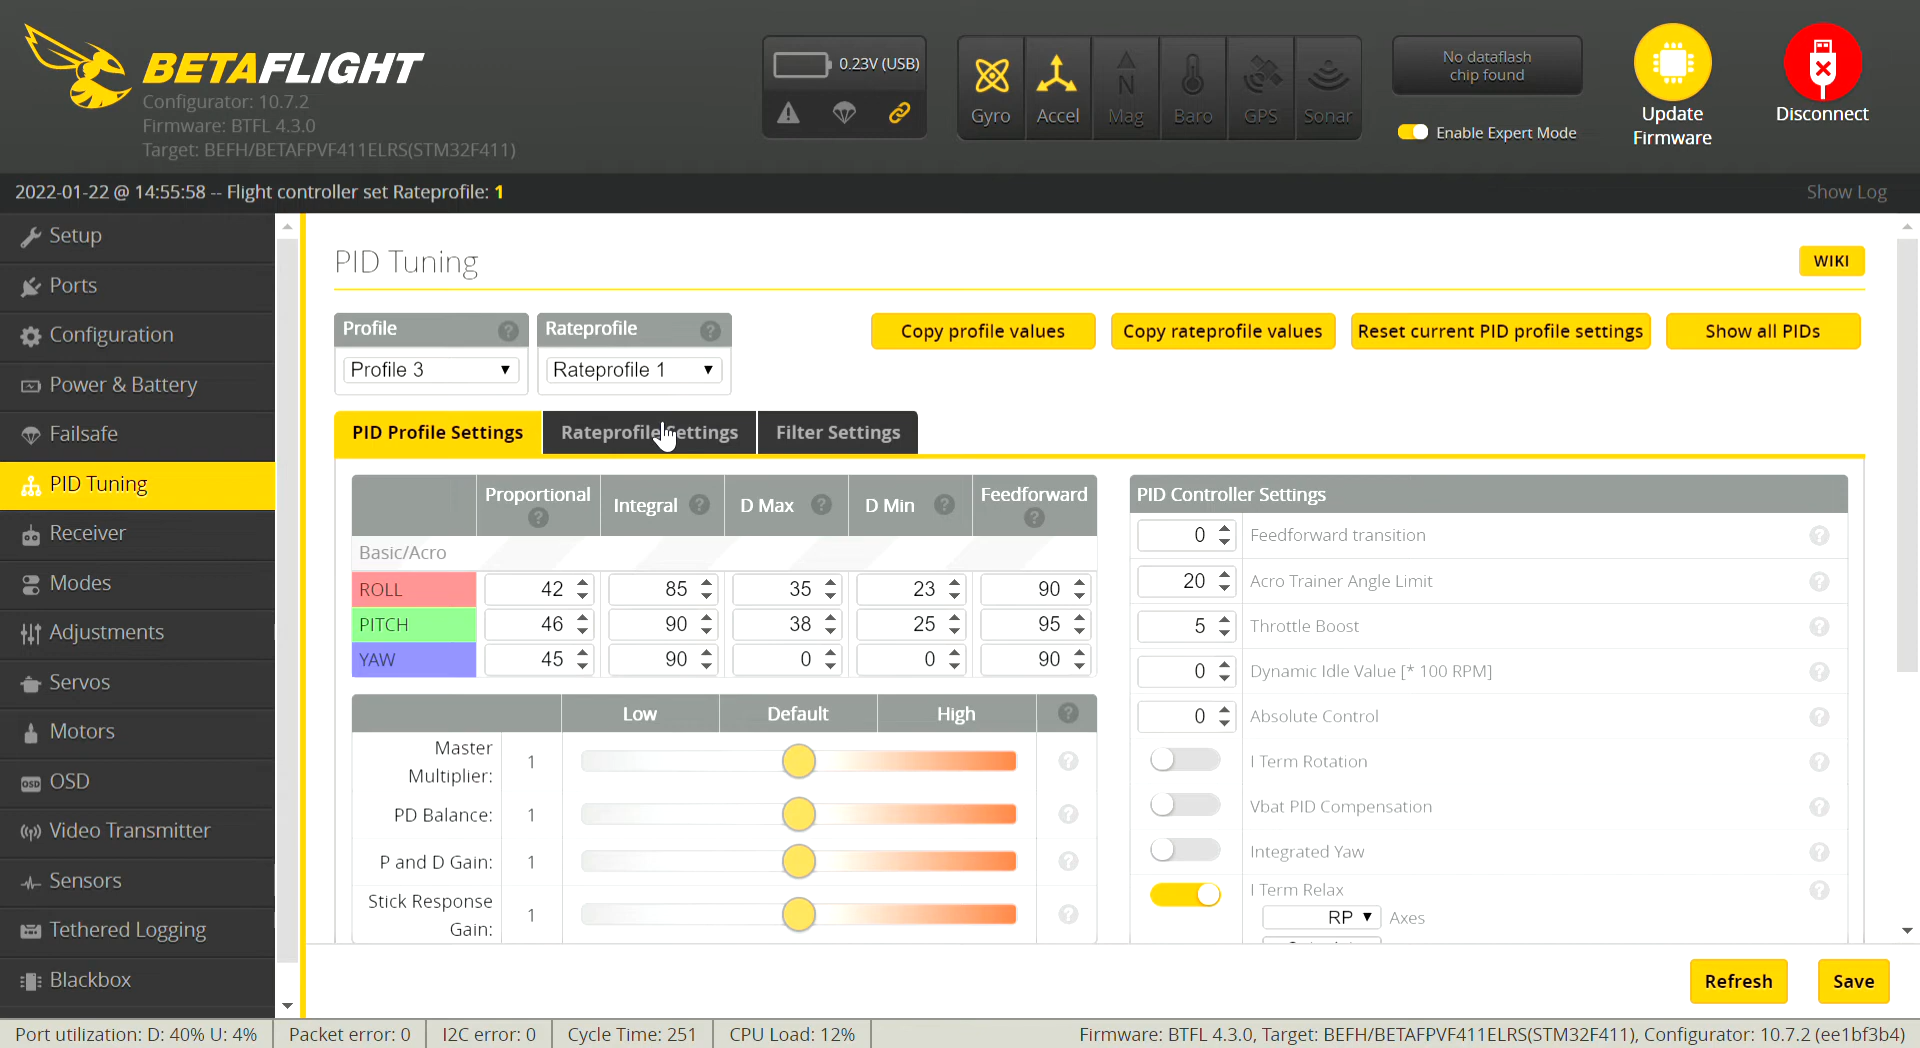 BETAFLIGHT
Configurator: 10.7.2
Firmware: BTFL 4.3.0
Target: BEFH/BETAFPVF411ELRS(STM32F411)
0.23V (USB)
Gyro
Accel
Mag
Baro
GPS
Sonar
No dataflash
chip found
Enable Expert Mode
Update
Firmware
Disconnect
2022-01-22 @ 14:55:58 -- Flight controller set Rateprofile: 1
Show Log
Setup
Ports
Configuration
Power & Battery
Failsafe
PID Tuning
Receiver
Modes
Adjustments
Servos
Motors
OSD
Video Transmitter
Sensors
Tethered Logging
Blackbox
PID Tuning
WIKI
Profile
Profile 3
Rateprofile
Rateprofile 1
Copy profile values
Copy rateprofile values
Reset current PID profile settings
Show all PIDs
PID Profile Settings
Rateprofile Settings
Filter Settings
Proportional
Integral
D Max
D Min
Feedforward
Basic/Acro
ROLL 42 85 35 23 90
PITCH 46 90 38 25 95
YAW 45 90 0 0 90
Low Default High
Master
Multiplier: 1
PD Balance: 1
P and D Gain: 1
Stick Response
Gain: 1
PID Controller Settings
0 Feedforward transition
20 Acro Trainer Angle Limit
5 Throttle Boost
0 Dynamic Idle Value [* 100 RPM]
0 Absolute Control
I Term Rotation
Vbat PID Compensation
Integrated Yaw
I Term Relax
RP Axes
Refresh
Save
Port utilization: D: 40% U: 4%
Packet error: 0
I2C error: 0
Cycle Time: 251
CPU Load: 12%
Firmware: BTFL 4.3.0, Target: BEFH/BETAFPVF411ELRS(STM32F411), Configurator: 10.7.2 (ee1bf3b4)